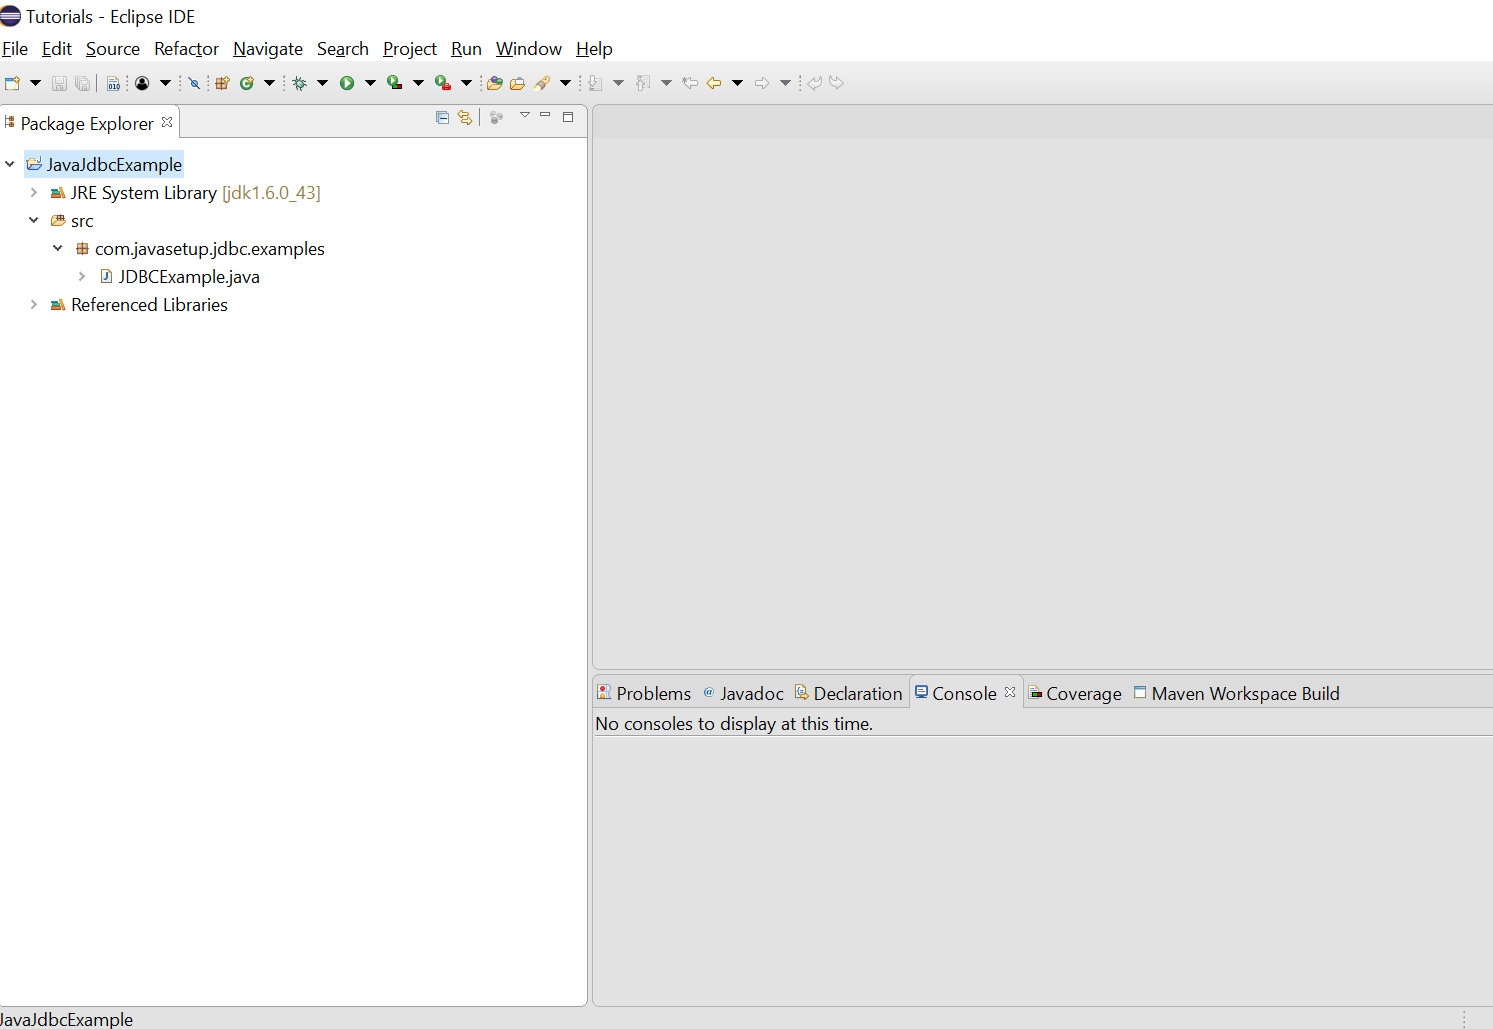 Tutorials - Eclipse IDE
File Edit Source Refactor Navigate Search Project Run Window Help
010
Package Explorer
JavaJdbcExample
JRE System Library [jdk1.6.0_43]
src
com.javasetup.jdbc.examples
JDBCExample.java
Referenced Libraries
Problems @ Javadoc Declaration Console Coverage Maven Workspace Build
No consoles to display at this time.
JavaJdbcExample